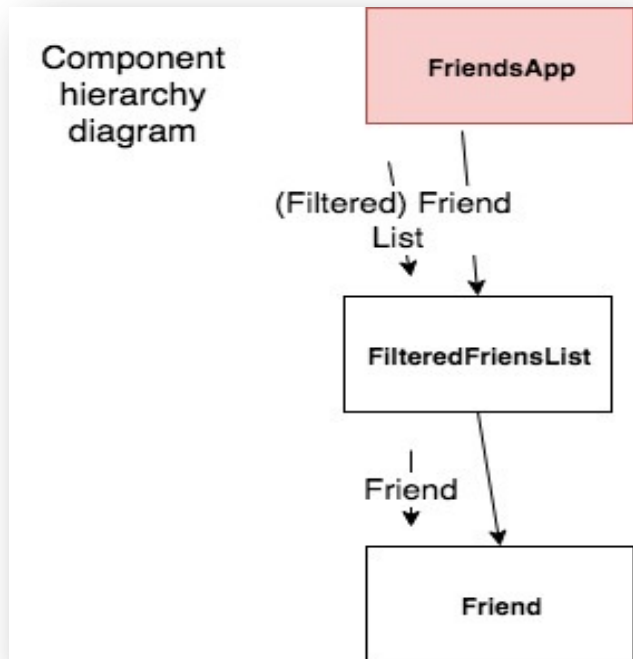 Component
hierarchy
diagram
FriendsApp
(Filtered) Friend
List
FilteredFriensList
Friend
Friend